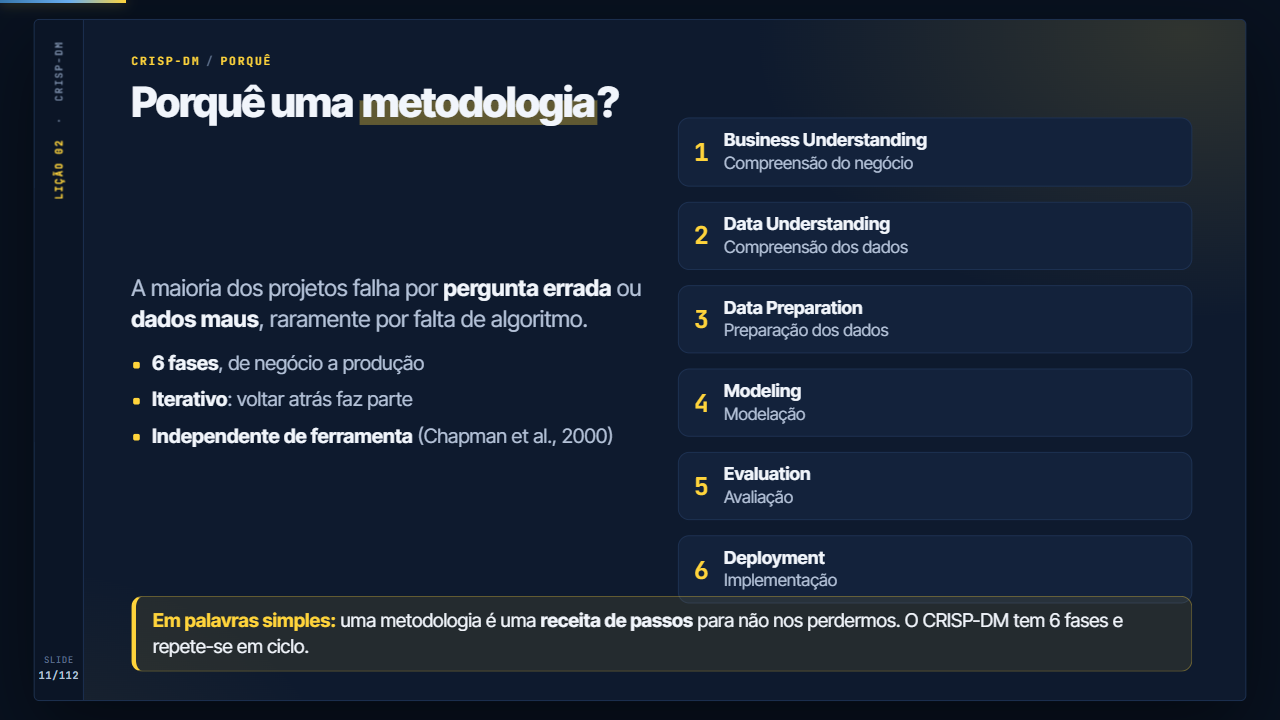 LIÇÃO 02 · CRISP-DM
CRISP-DM / PORQUÊ
Porquê uma metodologia?
A maioria dos projetos falha por pergunta errada ou
dados maus, raramente por falta de algoritmo.
6 fases, de negócio a produção
Iterativo: voltar atrás faz parte
Independente de ferramenta (Chapman et al., 2000)
1
Business Understanding
Compreensão do negócio
2
Data Understanding
Compreensão dos dados
3
Data Preparation
Preparação dos dados
4
Modeling
Modelação
5
Evaluation
Avaliação
6
Deployment
Implementação
Em palavras simples: uma metodologia é uma receita de passos para não nos perdermos. O CRISP-DM tem 6 fases e
repete-se em ciclo.
SLIDE
11/112